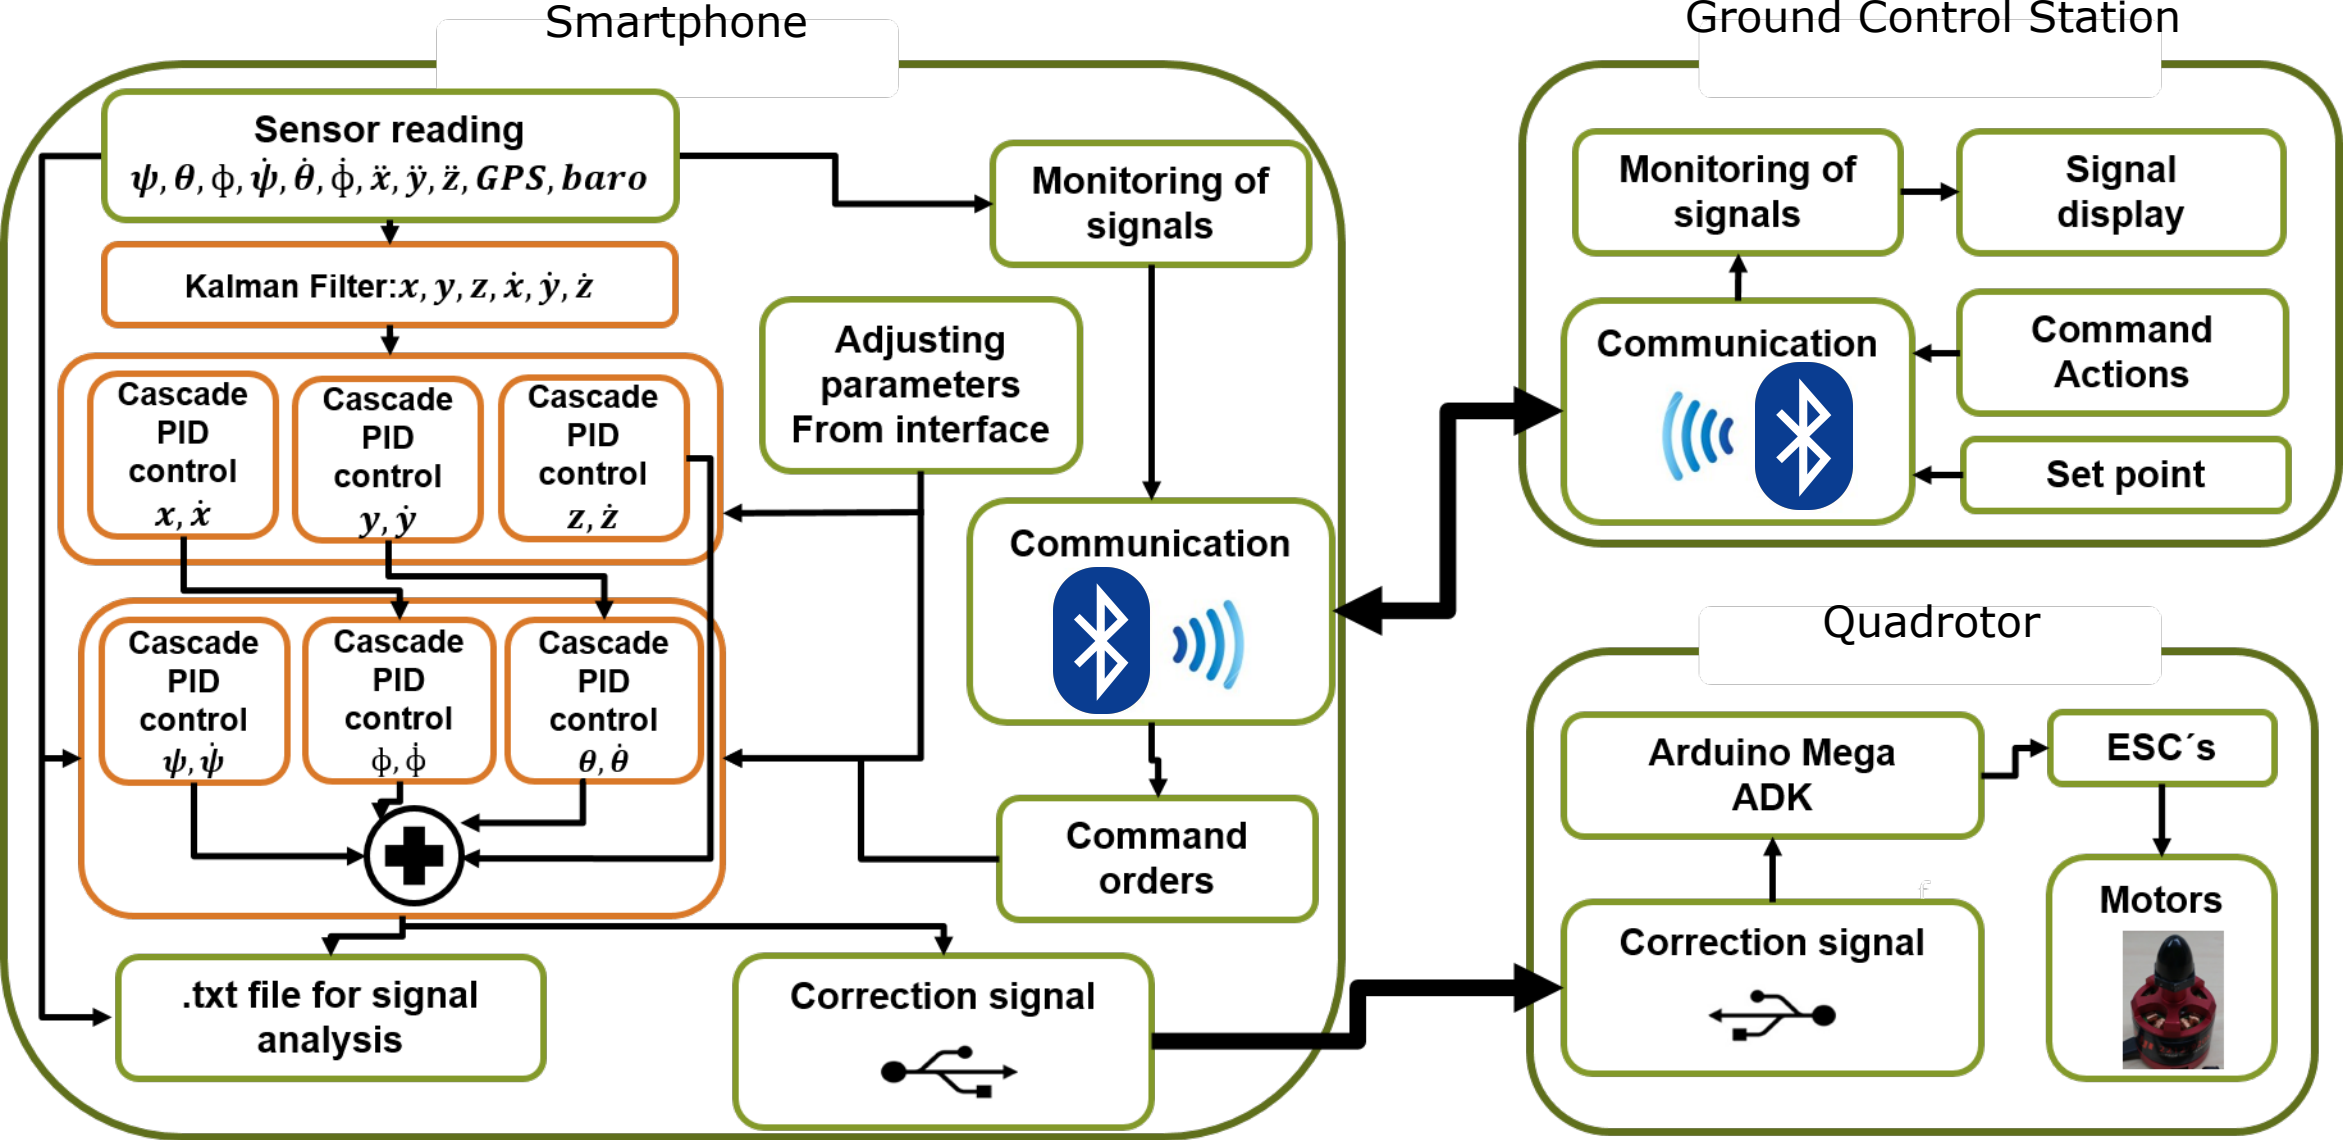 Smartphone
Sensor reading
ψ, θ, ϕ, ψ̇, θ̇, ϕ̇, ẍ, ÿ, z̈, GPS, baro
Kalman Filter:x, y, z, ẋ, ẏ, ż
Cascade
PID
control
x, ẋ
Cascade
PID
control
y, ẏ
Cascade
PID
control
z, ż
Cascade
PID
control
ψ, ψ̇
Cascade
PID
control
ϕ, ϕ̇
Cascade
PID
control
θ, θ̇
.txt file for signal
analysis
Correction signal
Adjusting
parameters
From interface
Monitoring of
signals
Communication
Command
orders
Ground Control Station
Monitoring of
signals
Signal
display
Communication
Command
Actions
Set point
Quadrotor
Arduino Mega
ADK
ESC´s
f
Correction signal
Motors